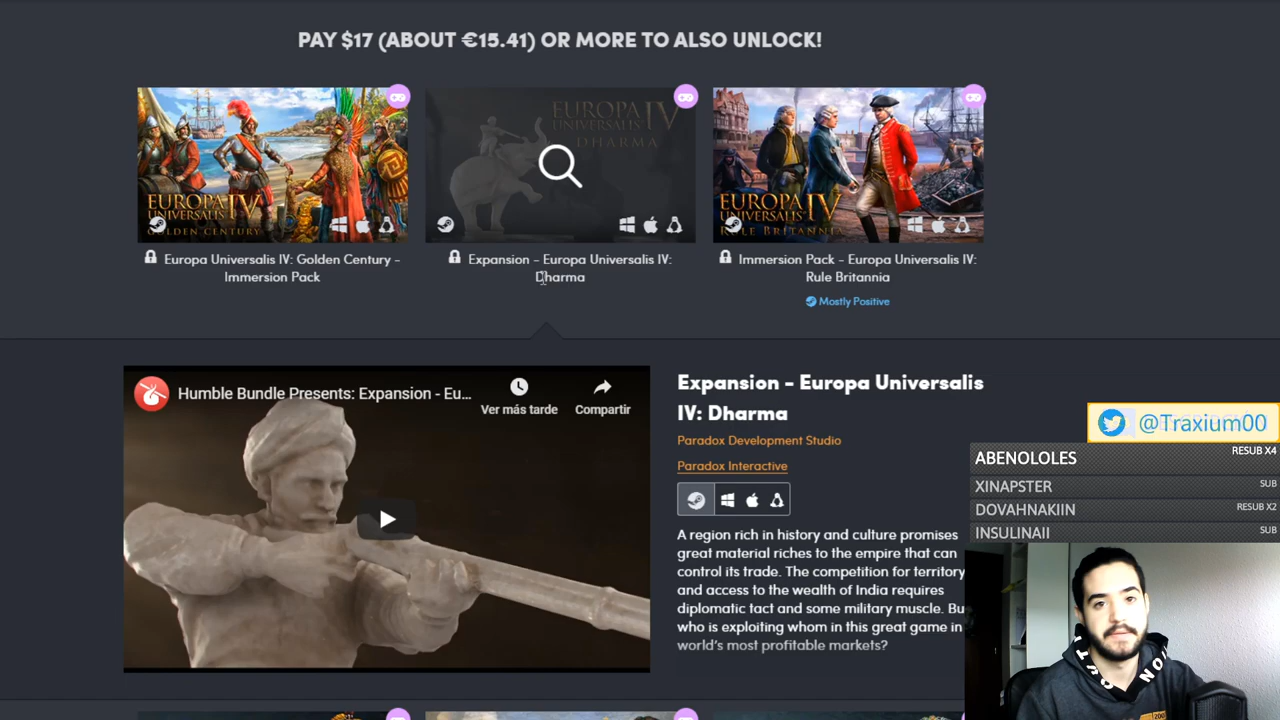 PAY $17 (ABOUT €15.41) OR MORE TO ALSO UNLOCK!
EUROPA
UNIVERSALIS IV
GOLDEN CENTURY
EUROPA
UNIVERSALIS IV
DHARMA
EUROPA
UNIVERSALIS IV
RULE BRITANNIA
Europa Universalis IV: Golden Century -
Immersion Pack
Expansion - Europa Universalis IV:
Dharma
Immersion Pack - Europa Universalis IV:
Rule Britannia
Mostly Positive
Humble Bundle Presents: Expansion - Eu...
Ver más tarde
Compartir
Expansion - Europa Universalis
IV: Dharma
Paradox Development Studio
Paradox Interactive
A region rich in history and culture promises
great material riches to the empire that can
control its trade. The competition for territory
and access to the wealth of India requires
diplomatic tact and some military muscle. Bu
who is exploiting whom in this great game in
world's most profitable markets?
@Traxium00
ABENOLOLES RESUB X4
XINAPSTER SUB
DOVAHNAKIIN RESUB X2
INSULINAII SUB